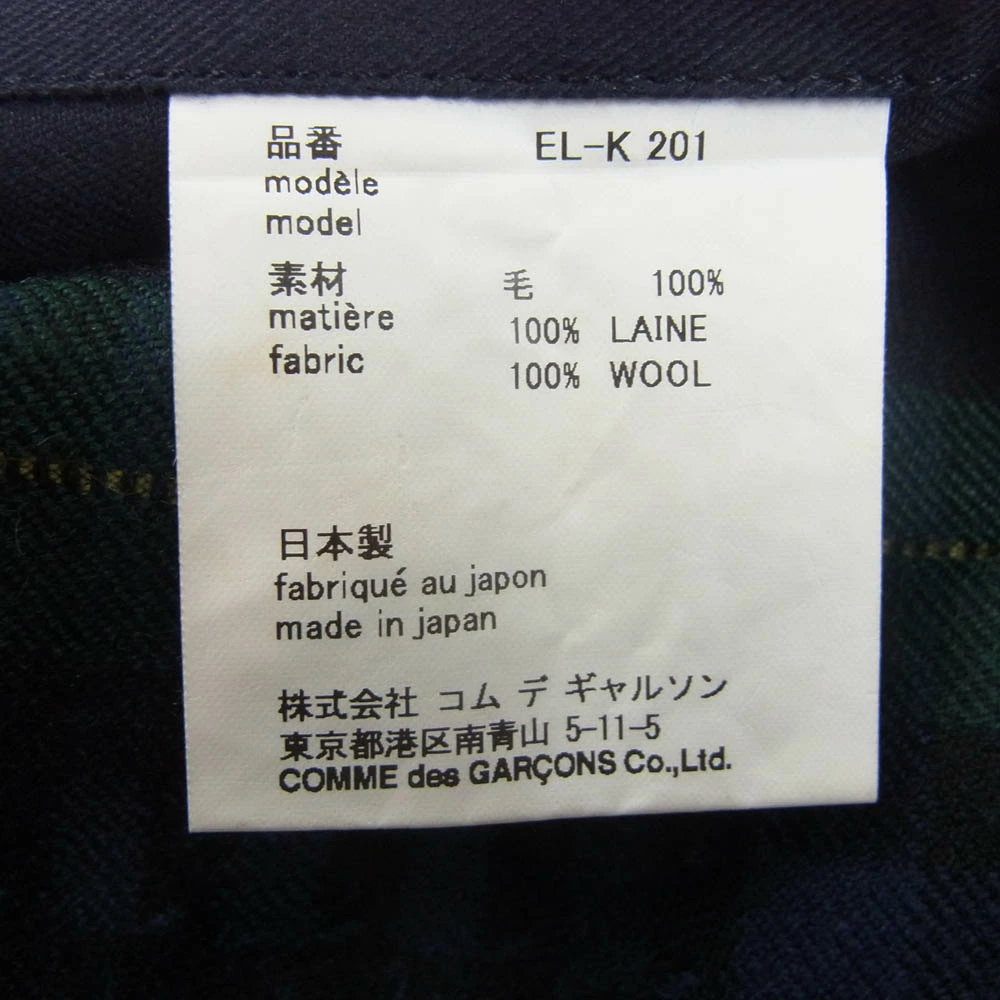 品番 EL-K 201
modèle
model
素材 毛 100%
matière 100% LAINE
fabric 100% WOOL
日本製
fabriqué au japon
made in japan
株式会社 コム デ ギャルソン
東京都港区南青山 5-11-5
COMME des GARÇONS Co.,Ltd.